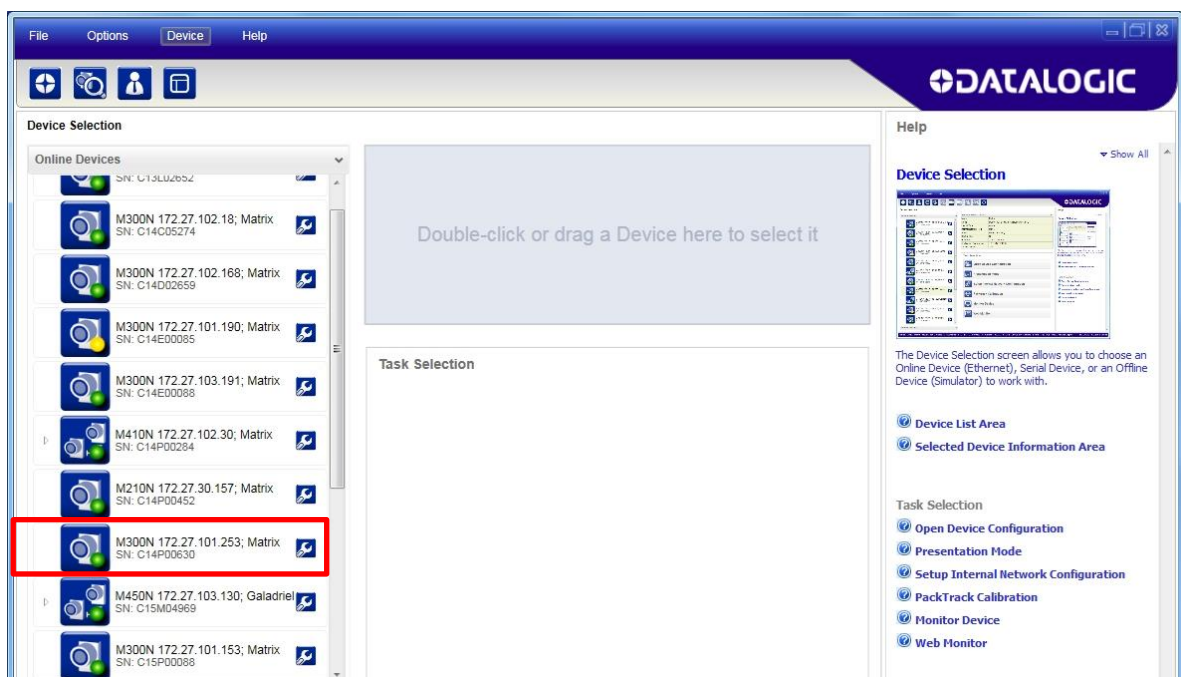 File Options Device Help
DATALOGIC
Device Selection
Online Devices
SN: C13L02652
M300N 172.27.102.18; Matrix
SN: C14C05274
M300N 172.27.102.168; Matrix
SN: C14D02659
M300N 172.27.101.190; Matrix
SN: C14E00085
M300N 172.27.103.191; Matrix
SN: C14E00088
M410N 172.27.102.30; Matrix
SN: C14P00284
M210N 172.27.30.157; Matrix
SN: C14P00452
M300N 172.27.101.253; Matrix
SN: C14P00630
M450N 172.27.103.130; Galadriel
SN: C15M04969
M300N 172.27.101.153; Matrix
SN: C15P00088
Double-click or drag a Device here to select it
Task Selection
Help
Show All
Device Selection
DATALOGIC
The Device Selection screen allows you to choose an
Online Device (Ethernet), Serial Device, or an Offline
Device (Simulator) to work with.
Device List Area
Selected Device Information Area
Task Selection
Open Device Configuration
Presentation Mode
Setup Internal Network Configuration
PackTrack Calibration
Monitor Device
Web Monitor